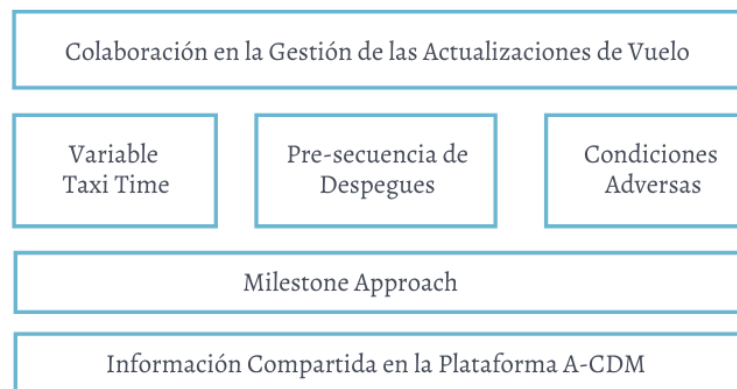 Colaboración en la Gestión de las Actualizaciones de Vuelo
Variable
Taxi Time
Pre-secuencia de
Despegues
Condiciones
Adversas
Milestone Approach
Información Compartida en la Plataforma A-CDM